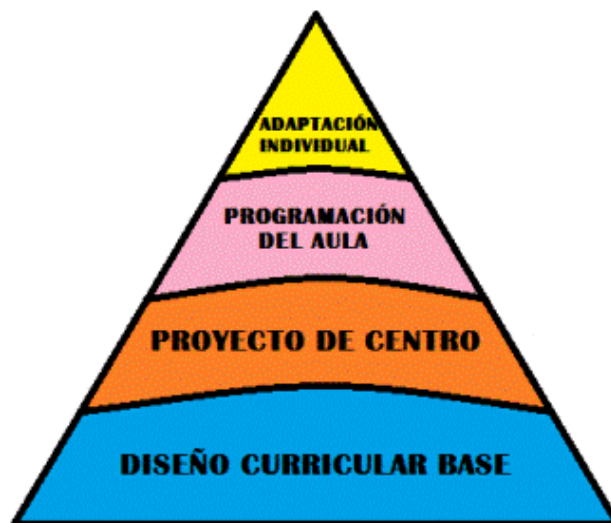 ADAPTACIÓN
INDIVIDUAL
PROGRAMACIÓN
DEL AULA
PROYECTO DE CENTRO
DISEÑO CURRICULAR BASE